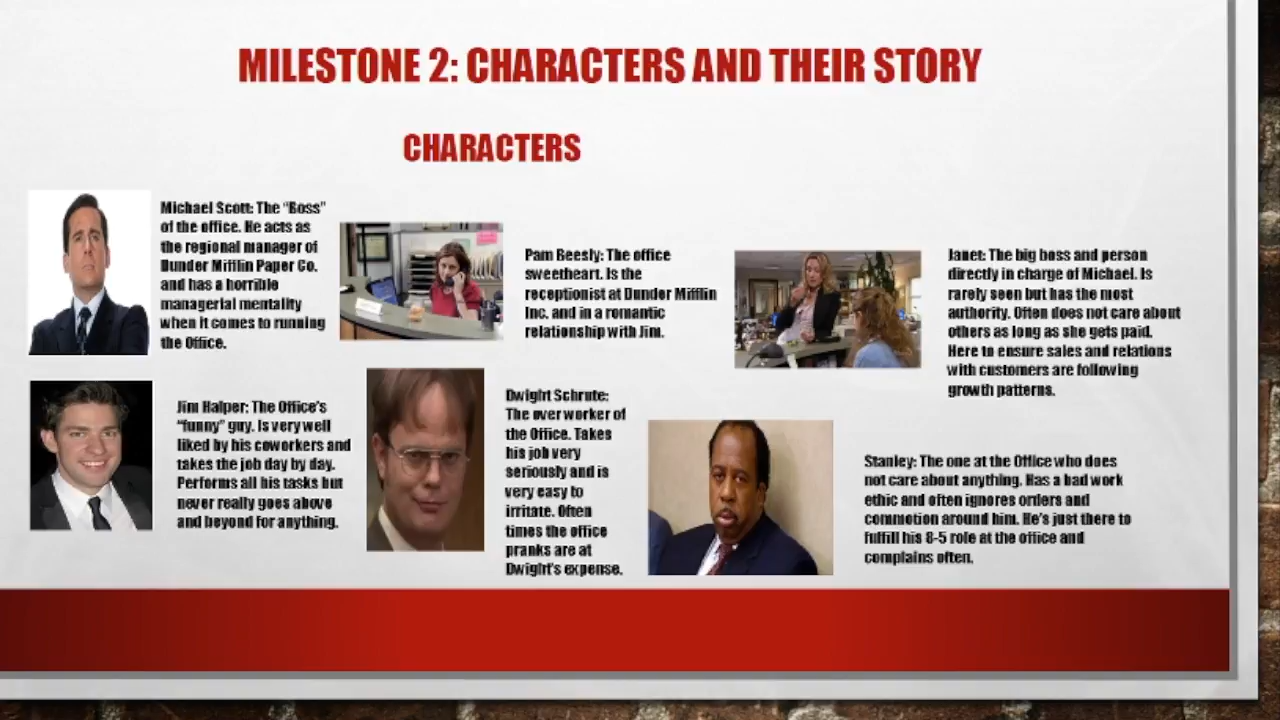 MILESTONE 2: CHARACTERS AND THEIR STORY
CHARACTERS
Michael Scott: The “Boss”
of the office. He acts as
the regional manager of
Dunder Mifflin Paper Co.
and has a horrible
managerial mentality
when it comes to running
the Office.
Pam Beesly: The office
sweetheart. Is the
receptionist at Dunder Mifflin
Inc. and in a romantic
relationship with Jim.
Janet: The big boss and person
directly in charge of Michael. Is
rarely seen but has the most
authority. Often does not care about
others as long as she gets paid.
Here to ensure sales and relations
with customers are following
growth patterns.
Jim Halper: The Office’s
“funny” guy. Is very well
liked by his coworkers and
takes the job day by day.
Performs all his tasks but
never really goes above
and beyond for anything.
Dwight Schrute:
The over worker of
the Office. Takes
his job very
seriously and is
very easy to
irritate. Often
times the office
pranks are at
Dwight’s expense.
Stanley: The one at the Office who does
not care about anything. Has a bad work
ethic and often ignores orders and
commotion around him. He’s just there to
fulfill his 8-5 role at the office and
complains often.